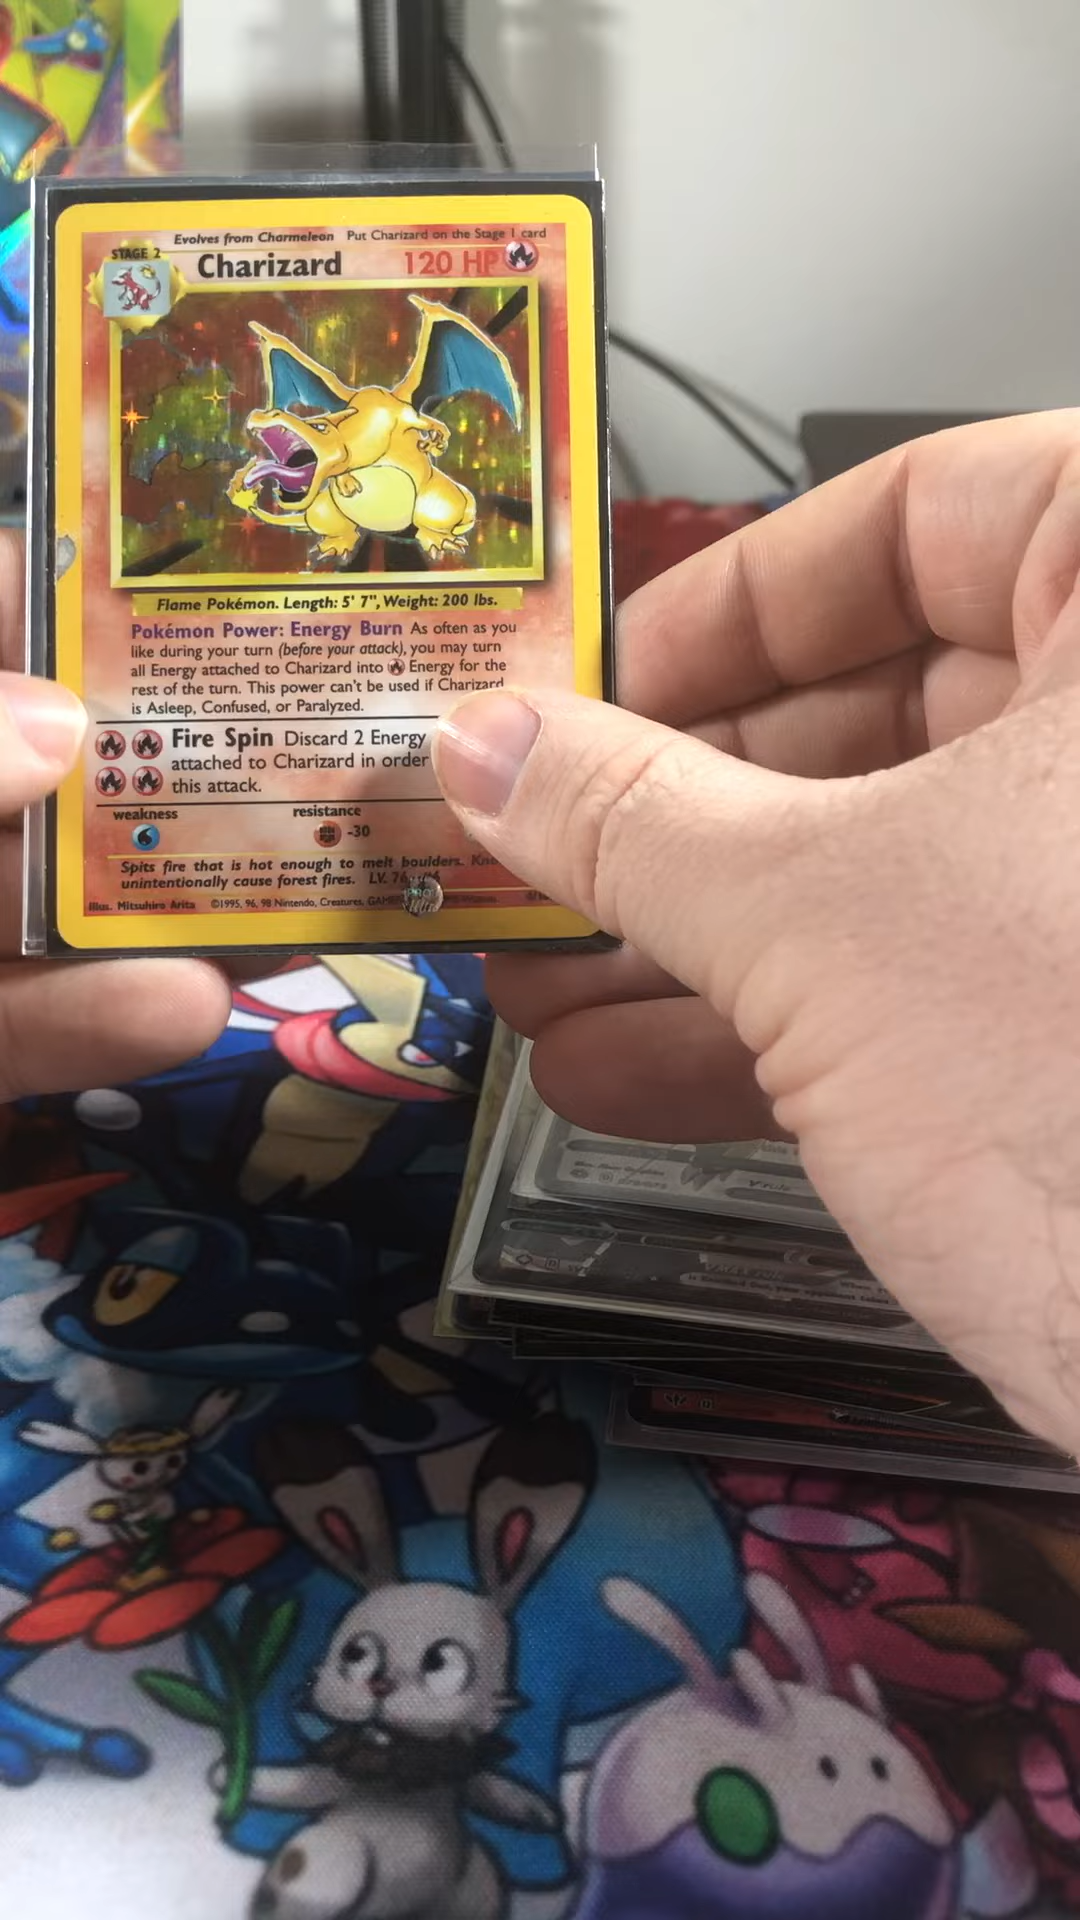 Evolves from Charmeleon Put Charizard on the Stage 1 card
STAGE 2
Charizard 120 HP
Flame Pokémon. Length: 5' 7", Weight: 200 lbs.
Pokémon Power: Energy Burn As often as you
like during your turn (before your attack), you may turn
all Energy attached to Charizard into Energy for the
rest of the turn. This power can't be used if Charizard
is Asleep, Confused, or Paralyzed.
Fire Spin Discard 2 Energy
attached to Charizard in order
this attack.
weakness resistance
-30
Spits fire that is hot enough to melt boulders.
unintentionally cause forest fires. LV. 76
PRO
Illus. Mitsuhiro Arita ©1995, 96, 98 Nintendo, Creatures,
V rule